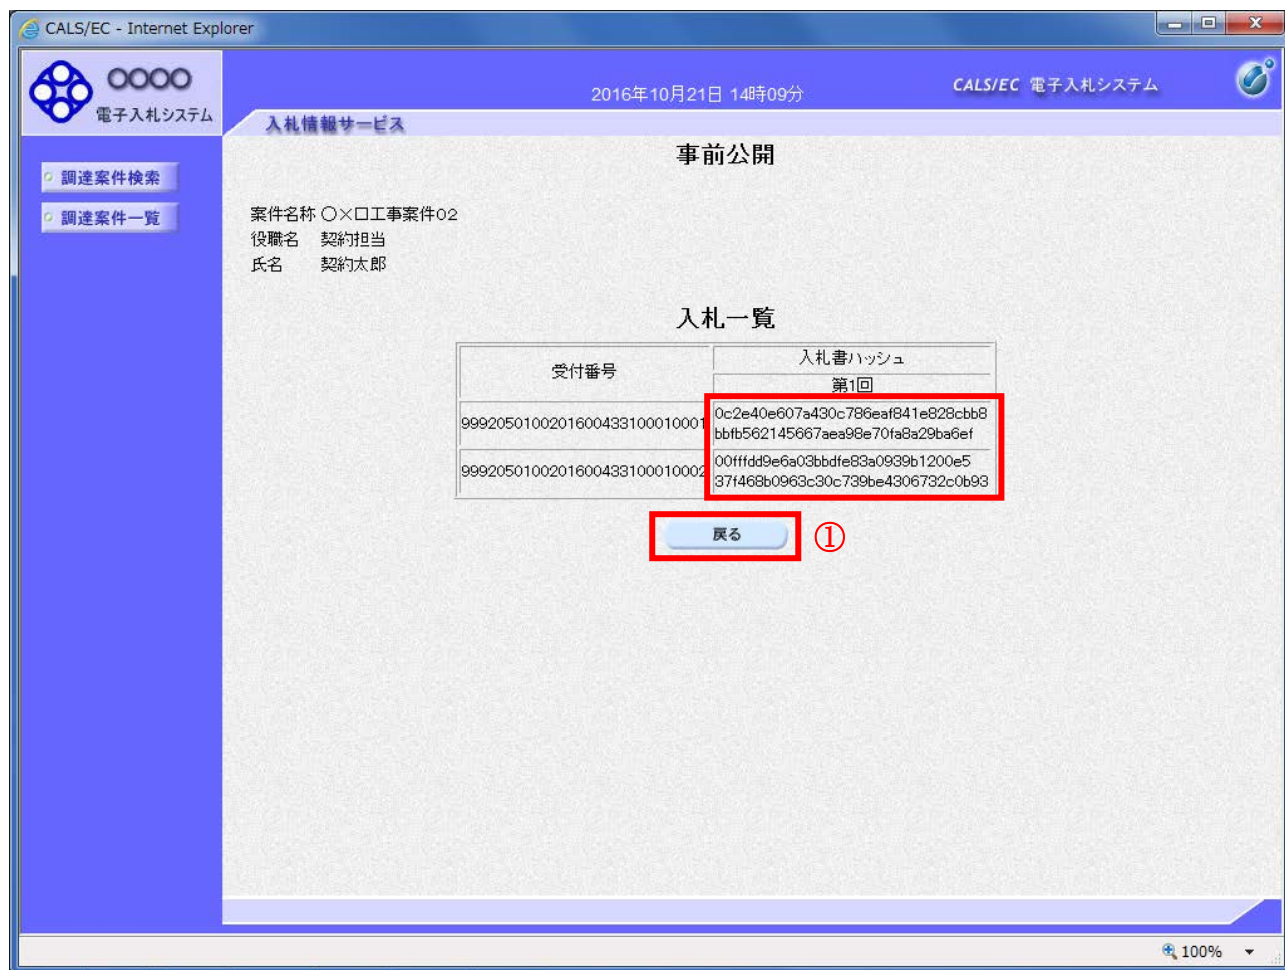 CALS/EC - Internet Explorer
〇〇〇〇
電子入札システム
2016年10月21日 14時09分
CALS/EC 電子入札システム
入札情報サービス
調達案件検索
調達案件一覧
事前公開
案件名称 〇×口工事案件02
役職名 契約担当
氏名 契約太郎
入札一覧
受付番号
入札書ハッシュ
第1回
9992050100201600433100010001
0c2e40e607a430c786eaf841e828cbb8
bbfb562145667aea98e70fa8a29ba6ef
9992050100201600433100010002
00fffdd9e6a03bbdfe83a0939b1200e5
37f468b0963c30c739be4306732c0b93
戻る
①
100%